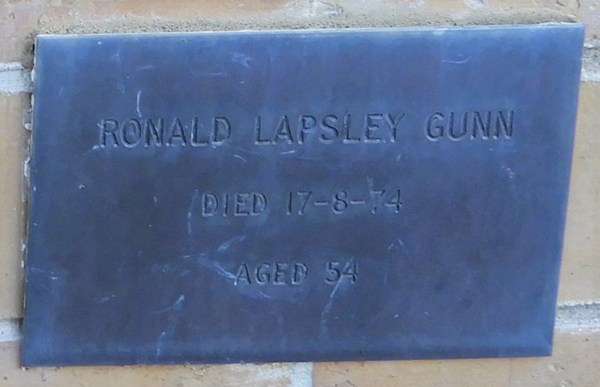 RONALD LAPSLEY GUNN
DIED 17-8-74
AGED 54